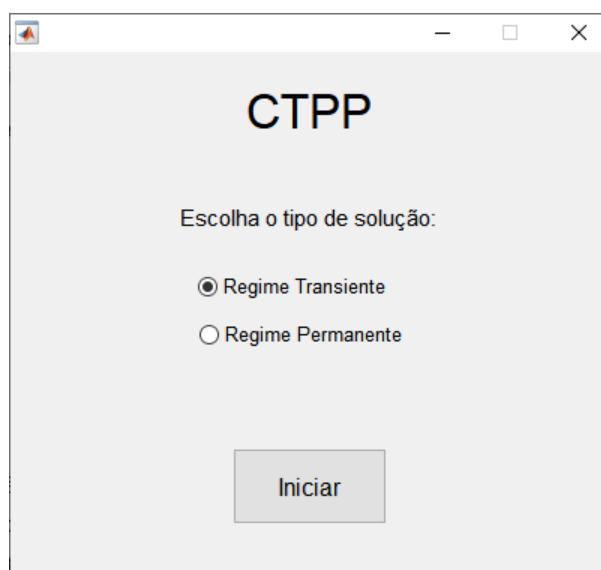 CTPP
Escolha o tipo de solução:
Regime Transiente
Regime Permanente
Iniciar